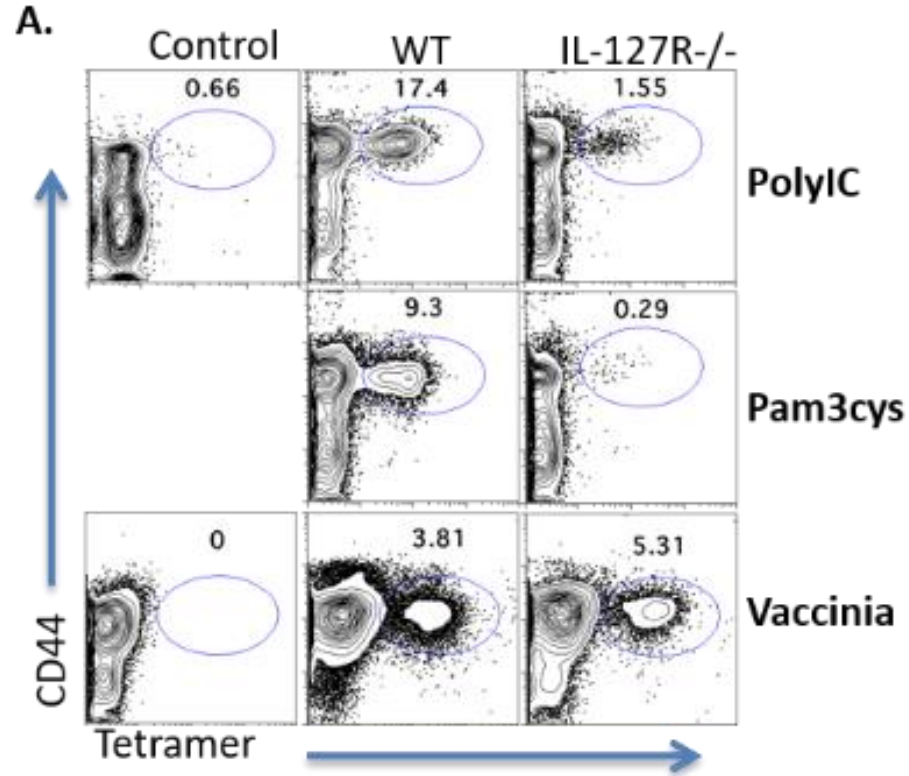 A.
Control WT IL-127R-/-
0.66 17.4 1.55
PolyIC
9.3 0.29
Pam3cys
0 3.81 5.31
Vaccinia
CD44
Tetramer